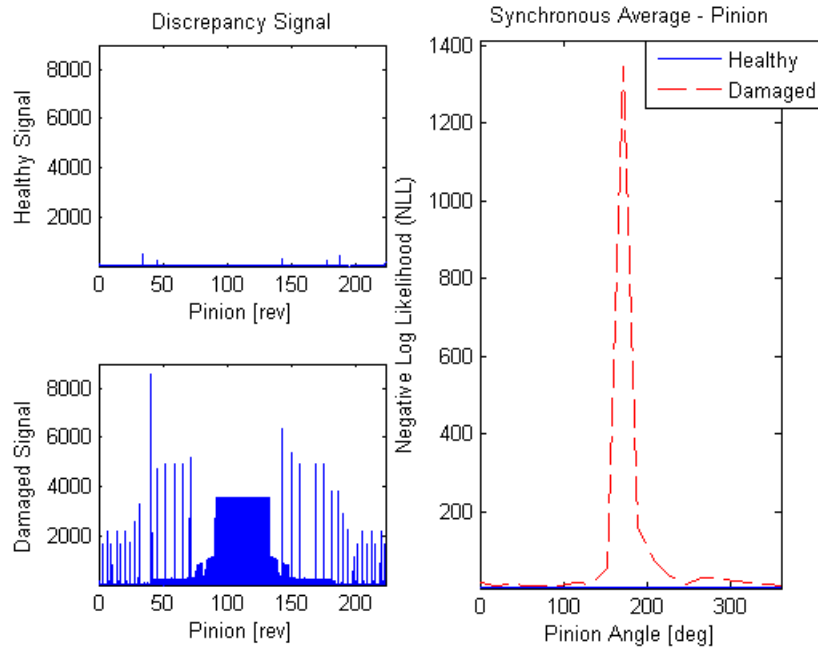 Discrepancy Signal
Healthy Signal
8000
6000
4000
2000
0 50 100 150 200
Pinion [rev]
Damaged Signal
8000
6000
4000
2000
0 50 100 150 200
Pinion [rev]
Synchronous Average - Pinion
Healthy
Damaged
Negative Log Likelihood (NLL)
1400
1200
1000
800
600
400
200
0 100 200 300
Pinion Angle [deg]